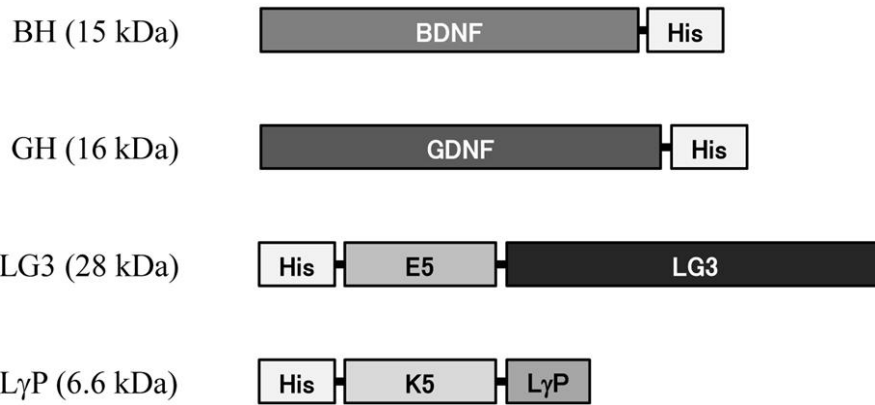 BH (15 kDa) BDNF His
GH (16 kDa) GDNF His
LG3 (28 kDa) His E5 LG3
LγP (6.6 kDa) His K5 LγP